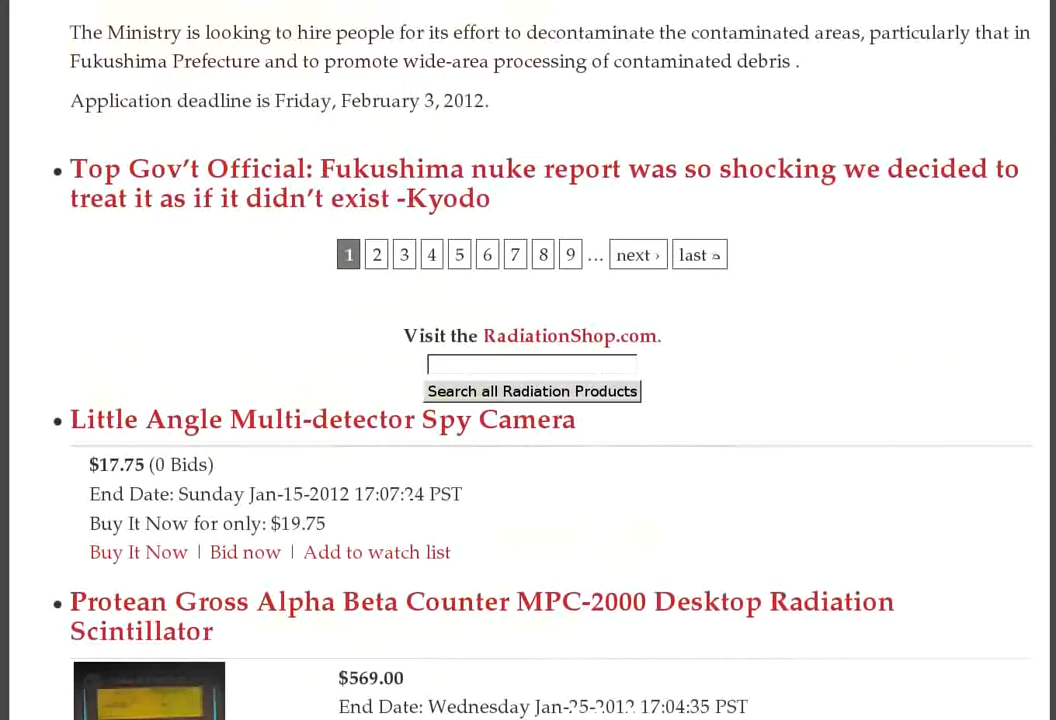 The Ministry is looking to hire people for its effort to decontaminate the contaminated areas, particularly that in
Fukushima Prefecture and to promote wide-area processing of contaminated debris .
Application deadline is Friday, February 3, 2012.
• Top Gov't Official: Fukushima nuke report was so shocking we decided to
treat it as if it didn't exist -Kyodo
1 2 3 4 5 6 7 8 9 … next › last »
Visit the RadiationShop.com.
Search all Radiation Products
• Little Angle Multi-detector Spy Camera
$17.75 (0 Bids)
End Date: Sunday Jan-15-2012 17:07:24 PST
Buy It Now for only: $19.75
Buy It Now | Bid now | Add to watch list
• Protean Gross Alpha Beta Counter MPC-2000 Desktop Radiation
Scintillator
$569.00
End Date: Wednesday Jan-25-2012 17:04:35 PST